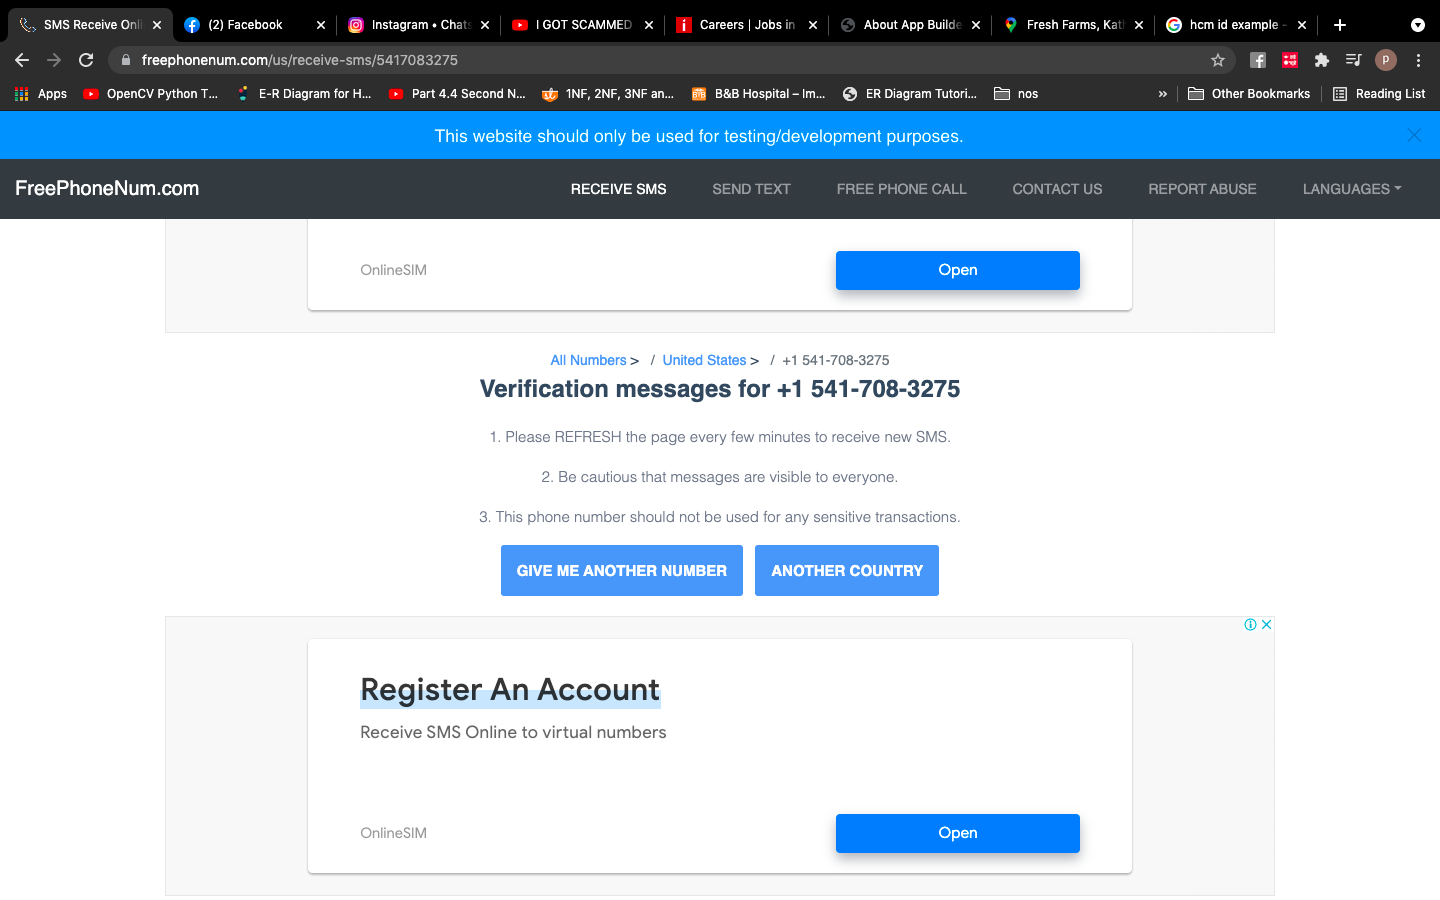 SMS Receive Onli
(2) Facebook
Instagram • Chats
I GOT SCAMMED
Careers | Jobs in
About App Builde
Fresh Farms, Kath
hcm id example -
freephonenum.com/us/receive-sms/5417083275
P
Apps
OpenCV Python T...
E-R Diagram for H...
Part 4.4 Second N...
1NF, 2NF, 3NF an...
B&B Hospital – Im...
ER Diagram Tutori...
nos
»
Other Bookmarks
Reading List
This website should only be used for testing/development purposes.
FreePhoneNum.com
RECEIVE SMS
SEND TEXT
FREE PHONE CALL
CONTACT US
REPORT ABUSE
LANGUAGES
OnlineSIM
Open
All Numbers > / United States > / +1 541-708-3275
Verification messages for +1 541-708-3275
1. Please REFRESH the page every few minutes to receive new SMS.
2. Be cautious that messages are visible to everyone.
3. This phone number should not be used for any sensitive transactions.
GIVE ME ANOTHER NUMBER
ANOTHER COUNTRY
Register An Account
Receive SMS Online to virtual numbers
OnlineSIM
Open